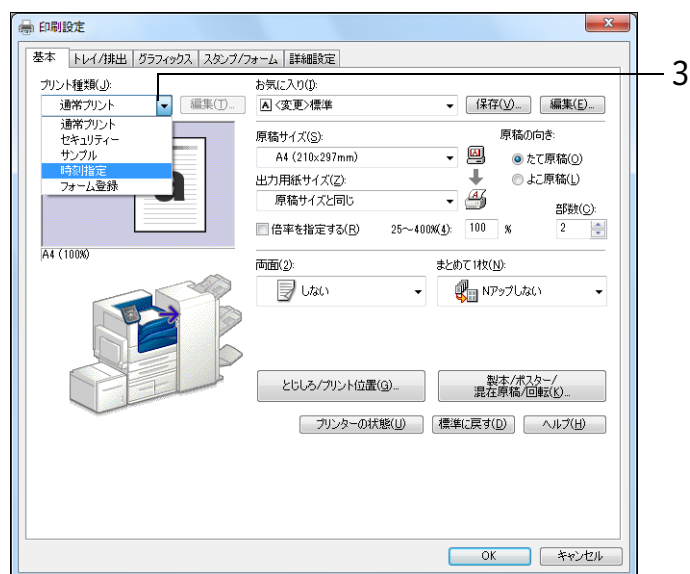 印刷設定
基本 トレイ/排出 グラフィックス スタンプ/フォーム 詳細設定
3
プリント種類(J):
通常プリント 編集(T)...
通常プリント
セキュリティー
サンプル
時刻指定
フォーム登録
a
A4 (100%)
お気に入り(I):
A <変更>標準 保存(V)... 編集(E)...
原稿サイズ(S):
A4 (210x297mm)
出力用紙サイズ(Z):
原稿サイズと同じ
原稿の向き:
たて原稿(O)
よこ原稿(L)
倍率を指定する(R) 25～400%(4): 100 %
部数(C):
2
両面(2):
しない
まとめて1枚(N):
Nアップしない
とじしろ/プリント位置(G)...
製本/ポスター/
混在原稿/回転(K)...
プリンターの状態(U) 標準に戻す(D) ヘルプ(H)
OK キャンセル